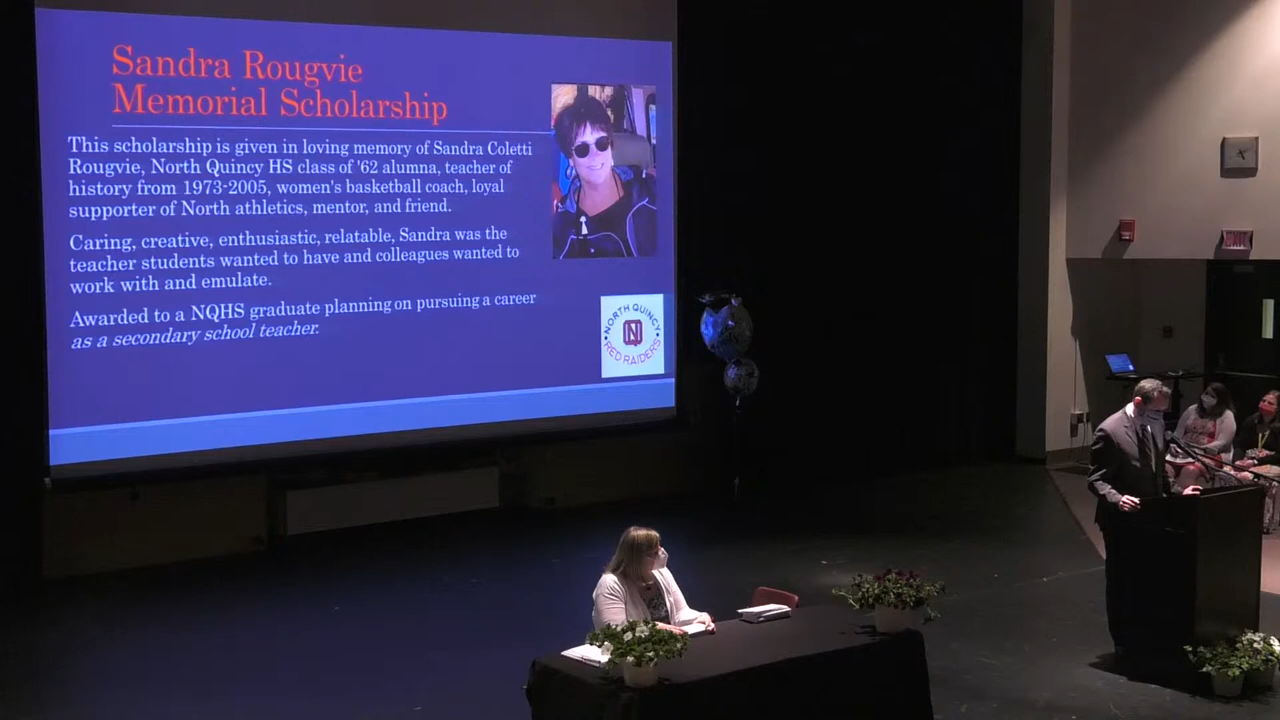 Sandra Rougvie
Memorial Scholarship
This scholarship is given in loving memory of Sandra Coletti
Rougvie, North Quincy HS class of '62 alumna, teacher of
history from 1973-2005, women's basketball coach, loyal
supporter of North athletics, mentor, and friend.
Caring, creative, enthusiastic, relatable, Sandra was the
teacher students wanted to have and colleagues wanted to
work with and emulate.
Awarded to a NQHS graduate planning on pursuing a career
as a secondary school teacher.
NORTH QUINCY
N
RED RAIDERS
EXIT